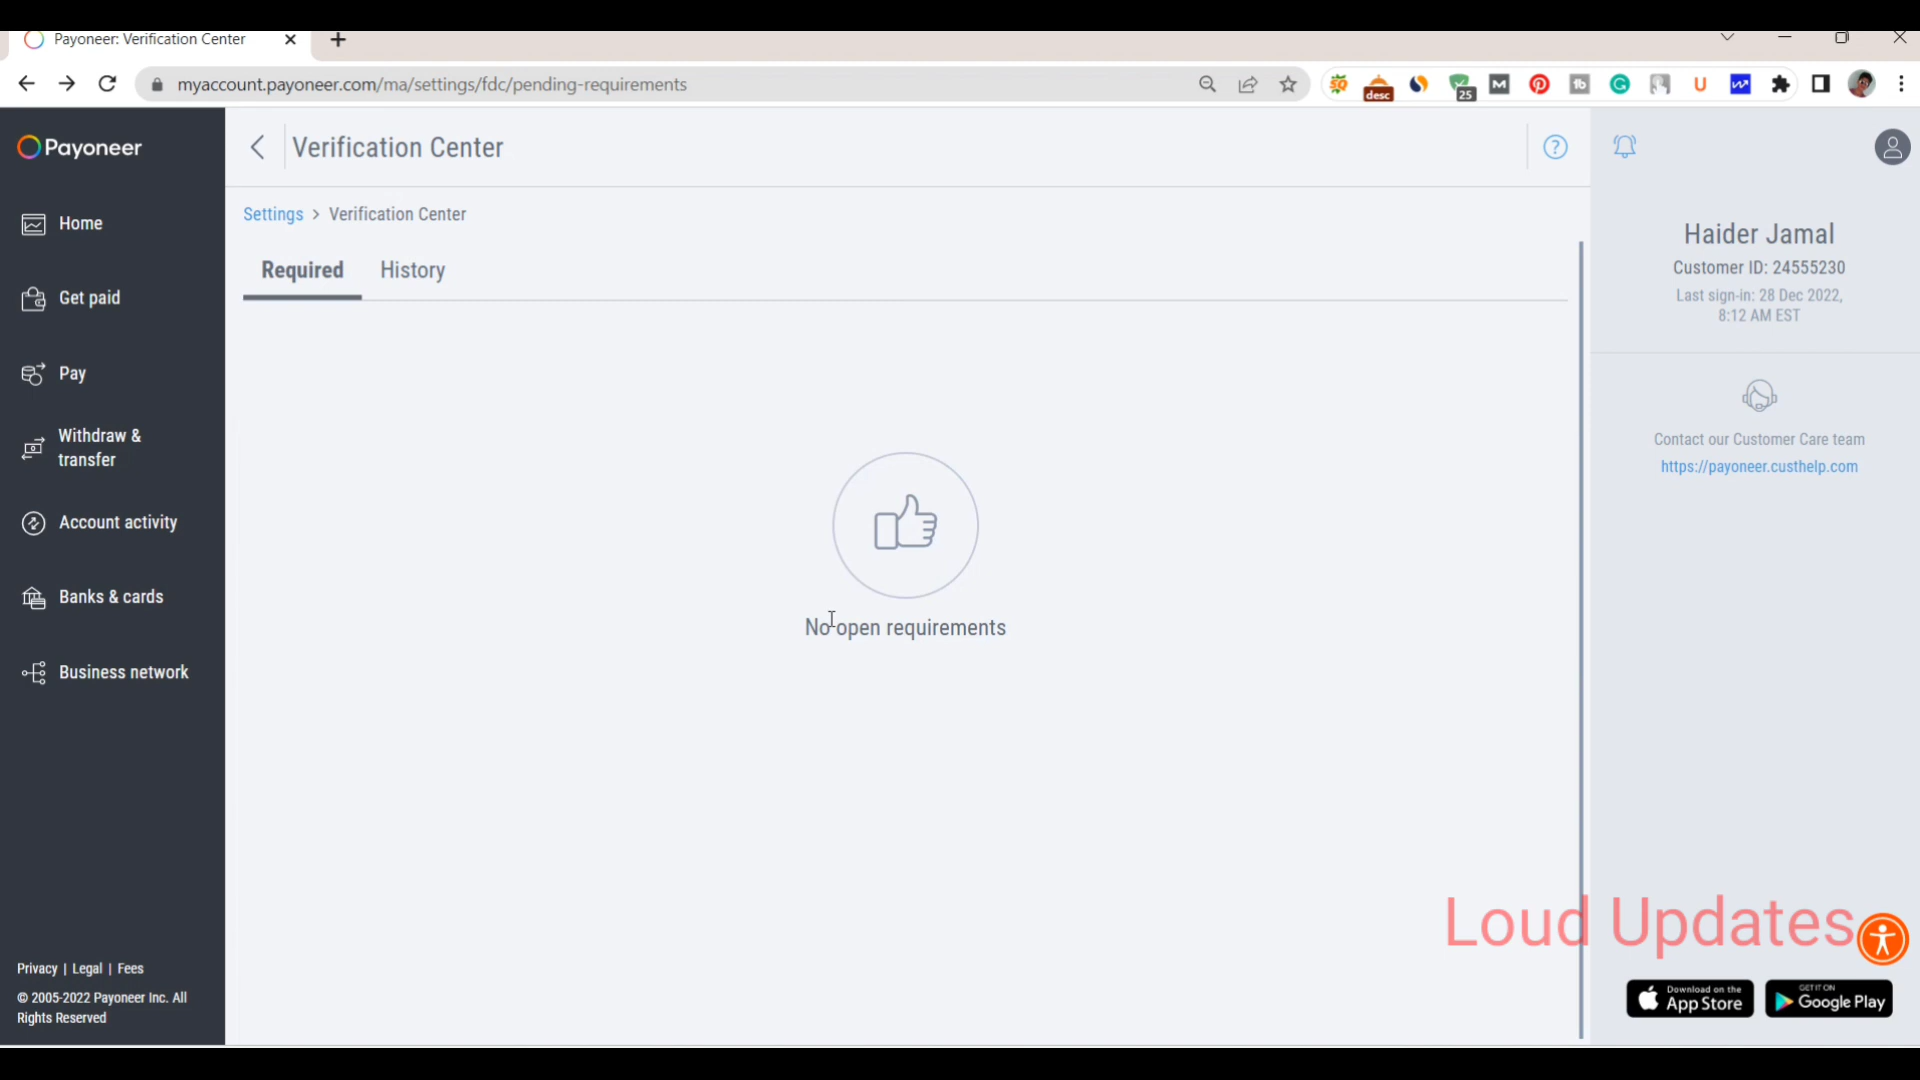 Payoneer: Verification Center
myaccount.payoneer.com/ma/settings/fdc/pending-requirements
desc
25
Payoneer
Verification Center
Home
Settings > Verification Center
Get paid
Required
History
Pay
Withdraw &
transfer
Account activity
Banks & cards
Business network
No open requirements
Haider Jamal
Customer ID: 24555230
Last sign-in: 28 Dec 2022,
8:12 AM EST
Contact our Customer Care team
https://payoneer.custhelp.com
Loud Updates
Privacy | Legal | Fees
© 2005-2022 Payoneer Inc. All
Rights Reserved
Download on the
App Store
GET IT ON
Google Play